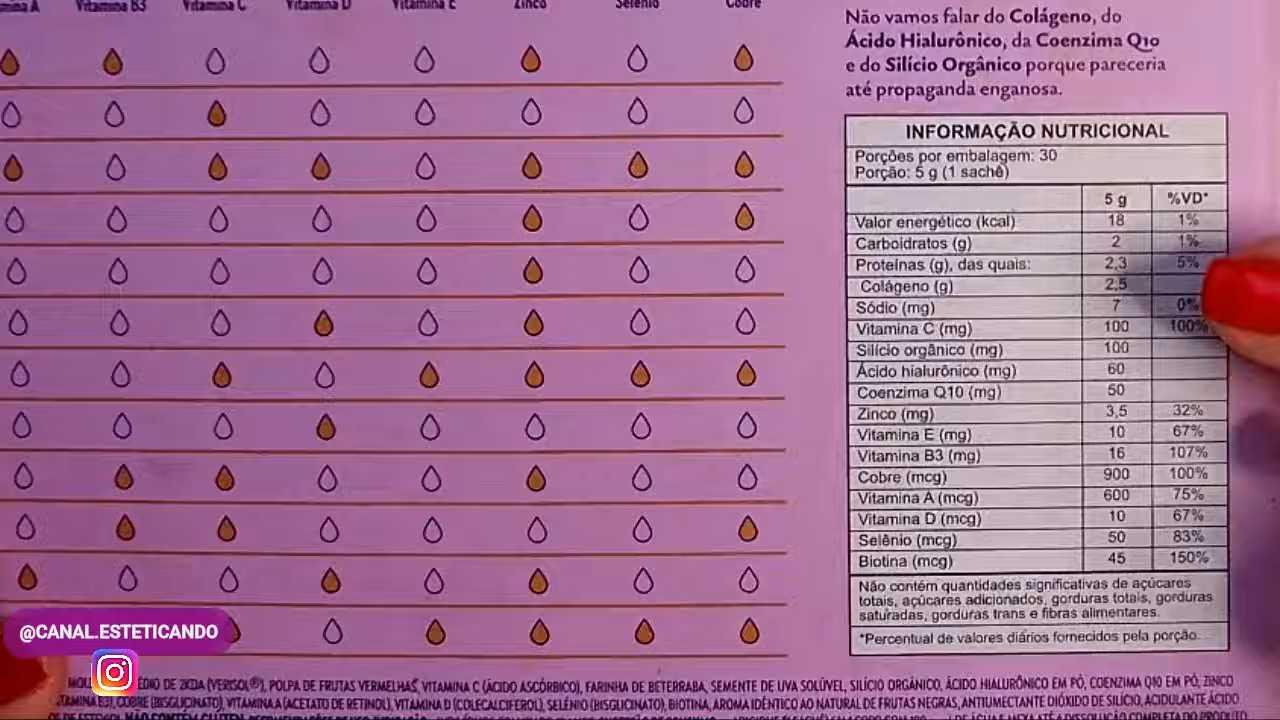 Vitamina B3 Vitamina C Vitamina D Vitamina E Zinco Selênio Cobre
Não vamos falar do Colágeno, do
Ácido Hialurônico, da Coenzima Q10
e do Silício Orgânico porque pareceria
até propaganda enganosa.
INFORMAÇÃO NUTRICIONAL
Porções por embalagem: 30
Porção: 5 g (1 sachê)
5 g %VD*
Valor energético (kcal) 18 1%
Carboidratos (g) 2 1%
Proteínas (g), das quais: 2,3 5%
Colágeno (g) 2,5
Sódio (mg) 7 0%
Vitamina C (mg) 100 100%
Silício orgânico (mg) 100
Ácido hialurônico (mg) 60
Coenzima Q10 (mg) 50
Zinco (mg) 3,5 32%
Vitamina E (mg) 10 67%
Vitamina B3 (mg) 16 107%
Cobre (mcg) 900 100%
Vitamina A (mcg) 600 75%
Vitamina D (mcg) 10 67%
Selênio (mcg) 50 83%
Biotina (mcg) 45 150%
Não contém quantidades significativas de açúcares
totais, açúcares adicionados, gorduras totais, gorduras
saturadas, gorduras trans e fibras alimentares.
*Percentual de valores diários fornecidos pela porção.
@CANAL.ESTETICANDO
DE 2KDA (VERISOL®), POLPA DE FRUTAS VERMELHAS, VITAMINA C (ÁCIDO ASCÓRBICO), FARINHA DE BETERRABA, SEMENTE DE UVA SOLÚVEL, SILÍCIO ORGÂNICO, ÁCIDO HIALURÔNICO EM PÓ, COENZIMA Q10 EM PÓ, ZINCO
COBRE (BISGLICINATO), VITAMINA A (ACETATO DE RETINOL), VITAMINA D (COLECALCIFEROL), SELÊNIO (BISGLICINATO), BIOTINA, AROMA IDÊNTICO AO NATURAL DE FRUTAS NEGRAS, ANTIUMECTANTE DIÓXIDO DE SILÍCIO, ACIDULANTE ÁCIDO
NÃO CONTÉM GLÚTEN.